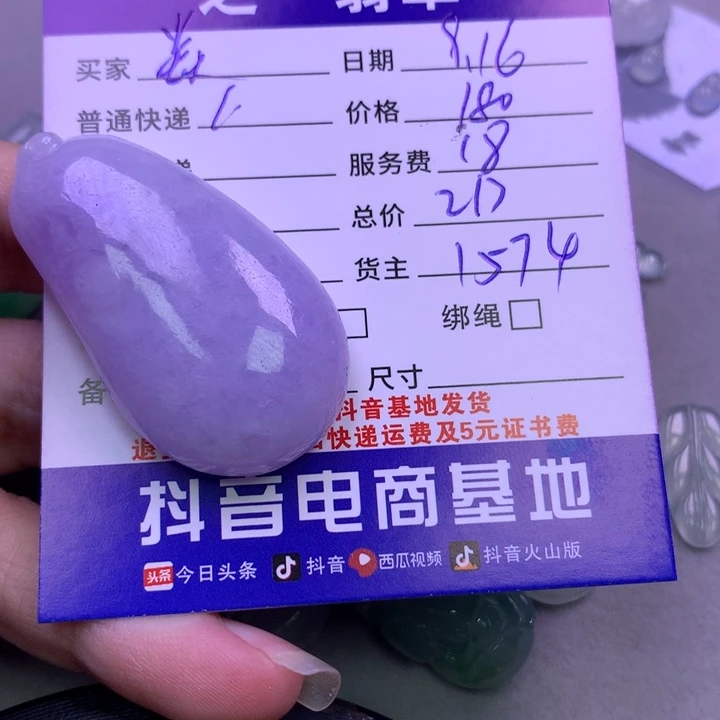 买家 日期 8.16
普通快递 价格 180
递 服务费 18
总价 217
货主 1574
绑绳
备 尺寸
抖音基地发货
快递运费及5元证书费
抖音电商基地
头条 今日头条 抖音 西瓜视频 抖音火山版